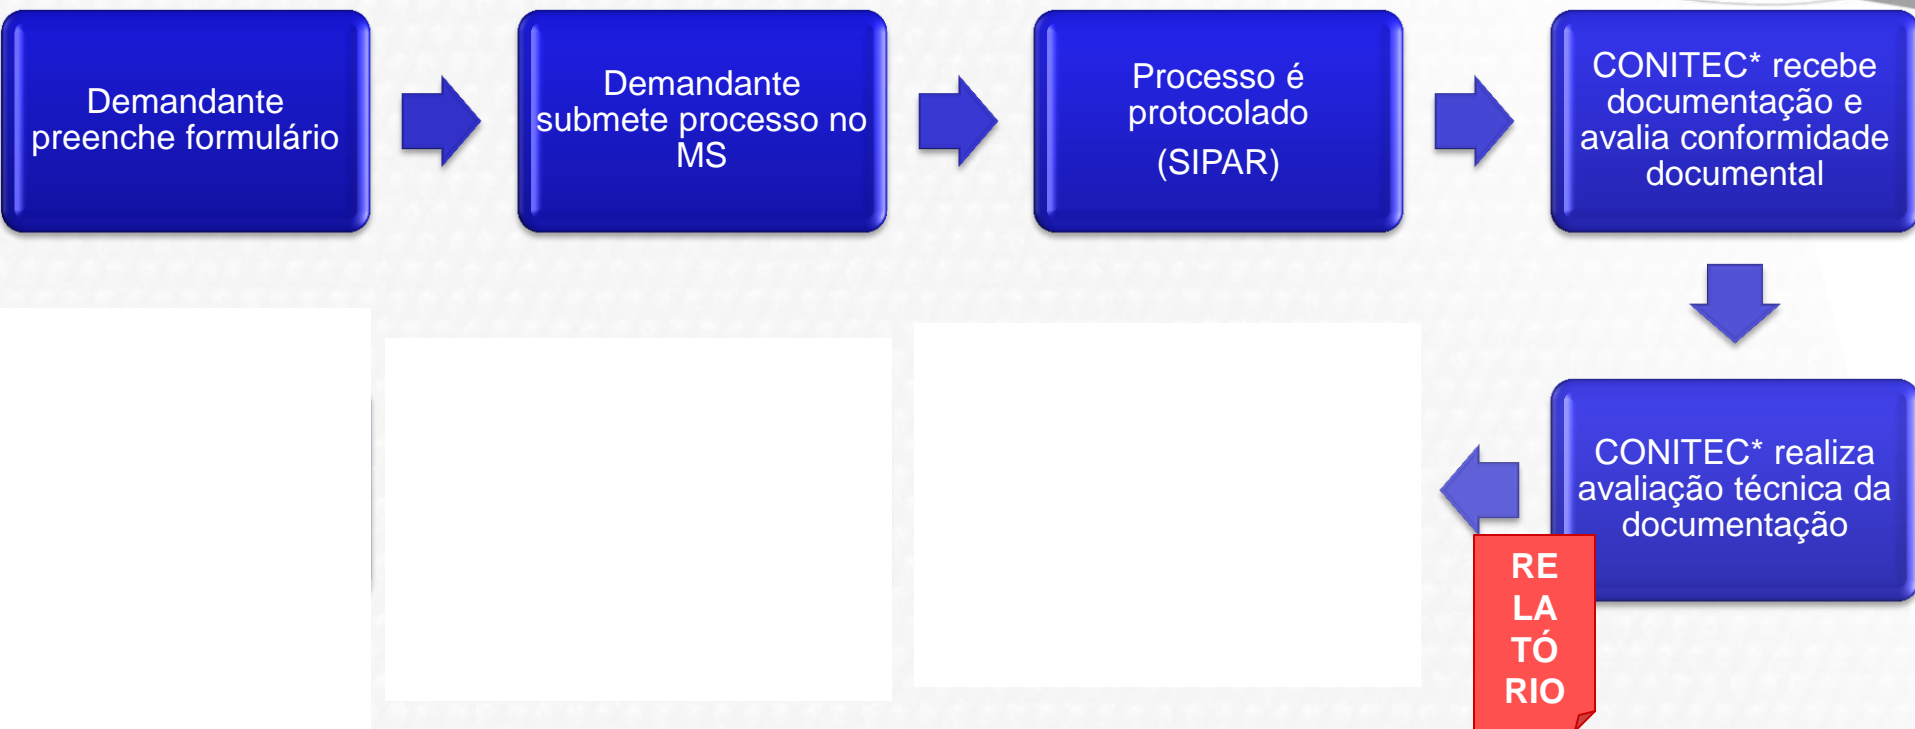 Demandante
preenche formulário
Demandante
submete processo no
MS
Processo é
protocolado
(SIPAR)
CONITEC* recebe
documentação e
avalia conformidade
documental
CONITEC* realiza
avaliação técnica da
documentação
RE
LA
TÓ
RIO